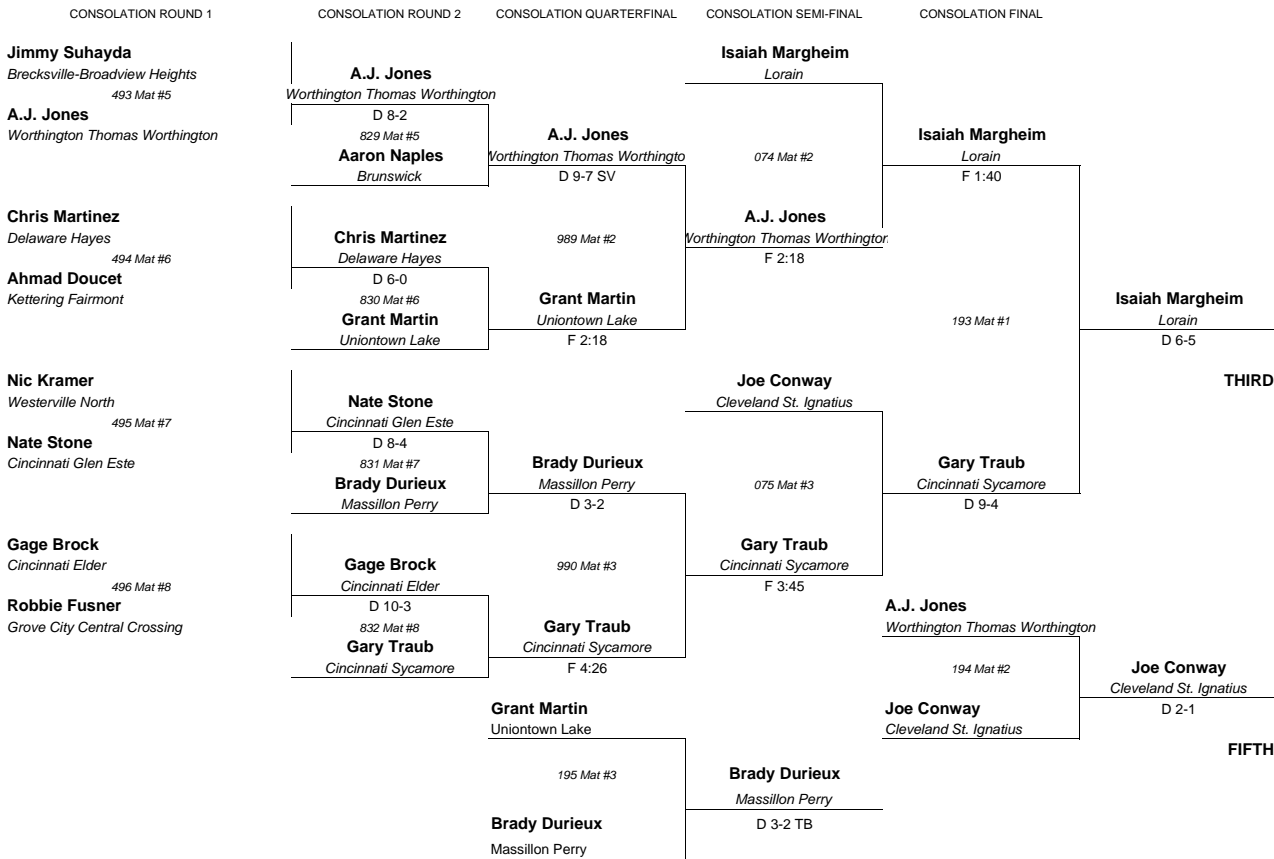 CONSOLATION ROUND 1
CONSOLATION ROUND 2
CONSOLATION QUARTERFINAL
CONSOLATION SEMI-FINAL
CONSOLATION FINAL
Jimmy Suhayda
Brecksville-Broadview Heights
493 Mat #5
A.J. Jones
Worthington Thomas Worthington
Chris Martinez
Delaware Hayes
494 Mat #6
Ahmad Doucet
Kettering Fairmont
Nic Kramer
Westerville North
495 Mat #7
Nate Stone
Cincinnati Glen Este
Gage Brock
Cincinnati Elder
496 Mat #8
Robbie Fusner
Grove City Central Crossing
A.J. Jones
Worthington Thomas Worthington
D 8-2
829 Mat #5
Aaron Naples
Brunswick
Chris Martinez
Delaware Hayes
D 6-0
830 Mat #6
Grant Martin
Uniontown Lake
Nate Stone
Cincinnati Glen Este
D 8-4
831 Mat #7
Brady Durieux
Massillon Perry
Gage Brock
Cincinnati Elder
D 10-3
832 Mat #8
Gary Traub
Cincinnati Sycamore
A.J. Jones
Worthington Thomas Worthingto
D 9-7 SV
989 Mat #2
Grant Martin
Uniontown Lake
F 2:18
Brady Durieux
Massillon Perry
D 3-2
990 Mat #3
Gary Traub
Cincinnati Sycamore
F 4:26
Grant Martin
Uniontown Lake
195 Mat #3
Brady Durieux
Massillon Perry
Isaiah Margheim
Lorain
074 Mat #2
A.J. Jones
Worthington Thomas Worthington
F 2:18
Joe Conway
Cleveland St. Ignatius
075 Mat #3
Gary Traub
Cincinnati Sycamore
F 3:45
Brady Durieux
Massillon Perry
D 3-2 TB
Isaiah Margheim
Lorain
F 1:40
193 Mat #1
Gary Traub
Cincinnati Sycamore
D 9-4
A.J. Jones
Worthington Thomas Worthington
194 Mat #2
Joe Conway
Cleveland St. Ignatius
Isaiah Margheim
Lorain
D 6-5
THIRD
Joe Conway
Cleveland St. Ignatius
D 2-1
FIFTH